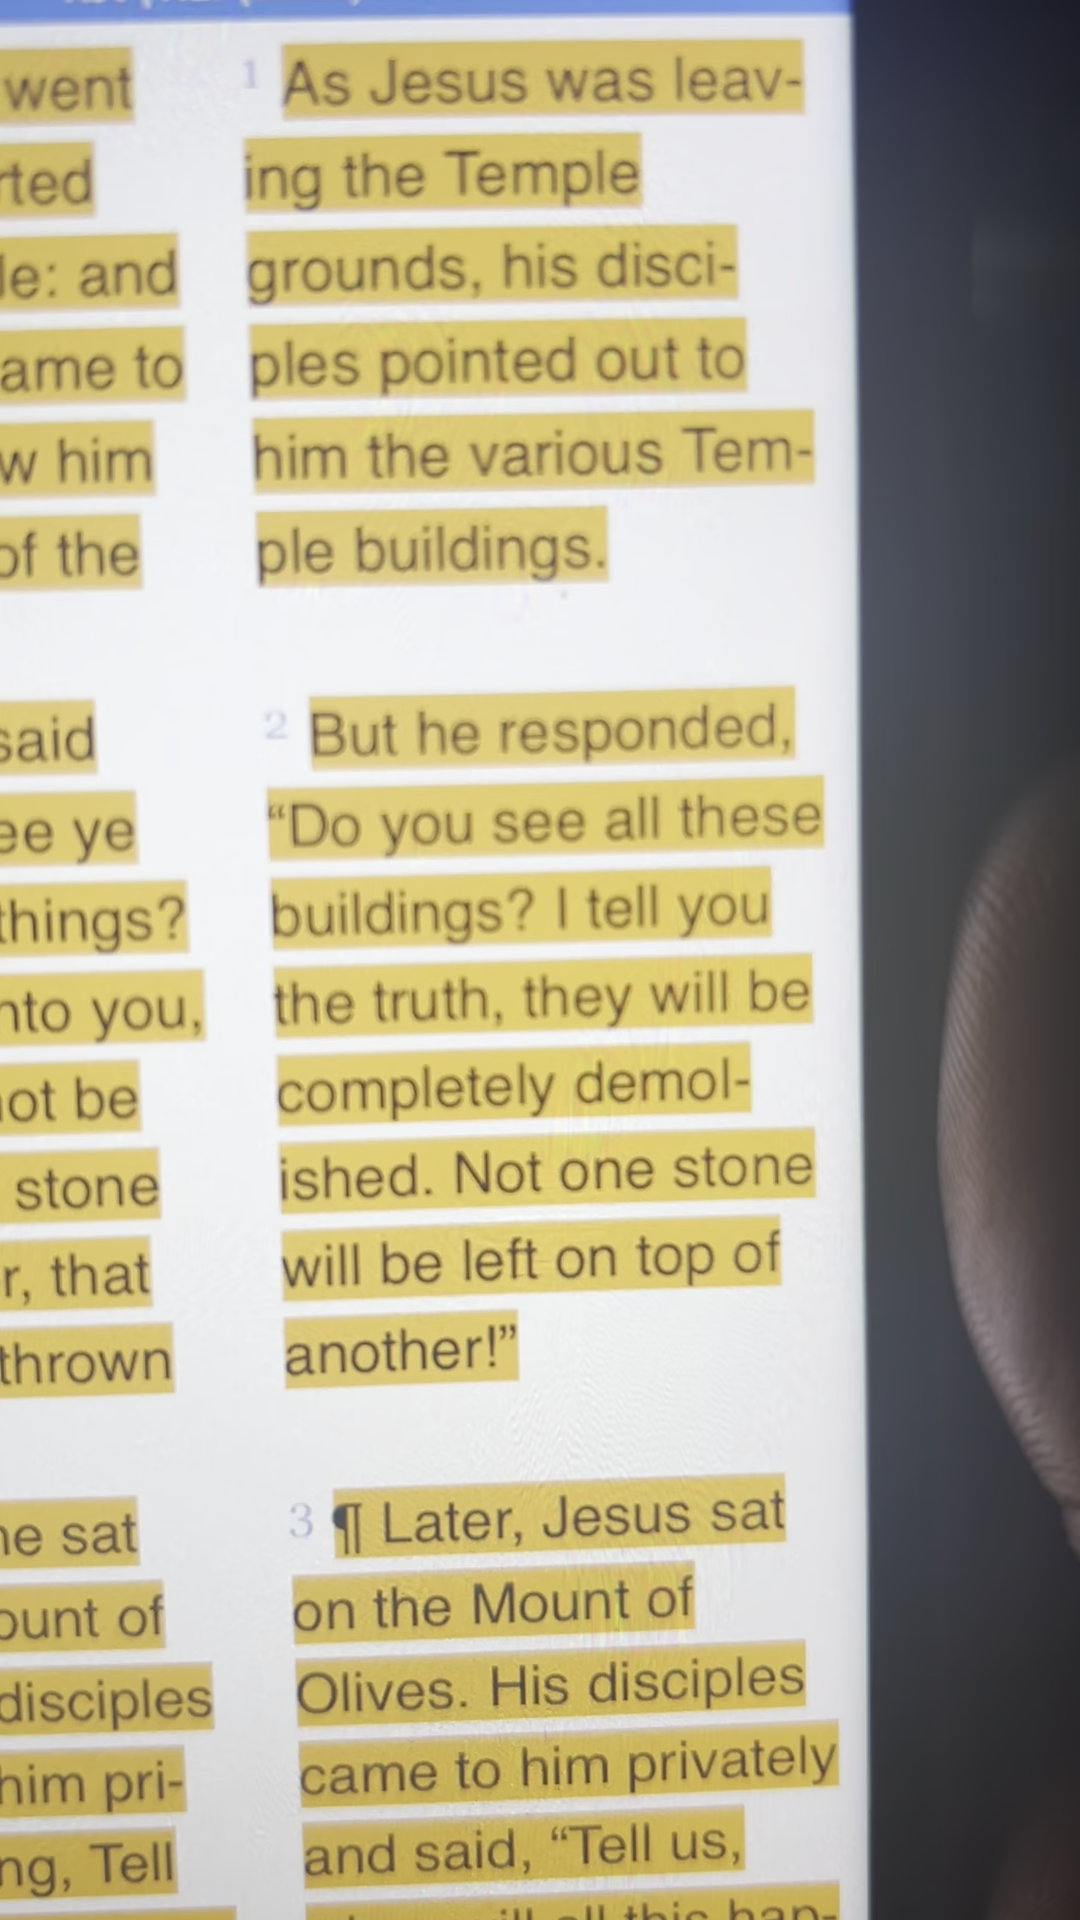 went
rted
le: and
ame to
w him
of the
said
ee ye
things?
nto you,
not be
stone
r, that
thrown
he sat
ount of
disciples
him pri-
ng, Tell
1 As Jesus was leav-
ing the Temple
grounds, his disci-
ples pointed out to
him the various Tem-
ple buildings.
2 But he responded,
“Do you see all these
buildings? I tell you
the truth, they will be
completely demol-
ished. Not one stone
will be left on top of
another!”
3 ¶ Later, Jesus sat
on the Mount of
Olives. His disciples
came to him privately
and said, “Tell us,
all this hap-